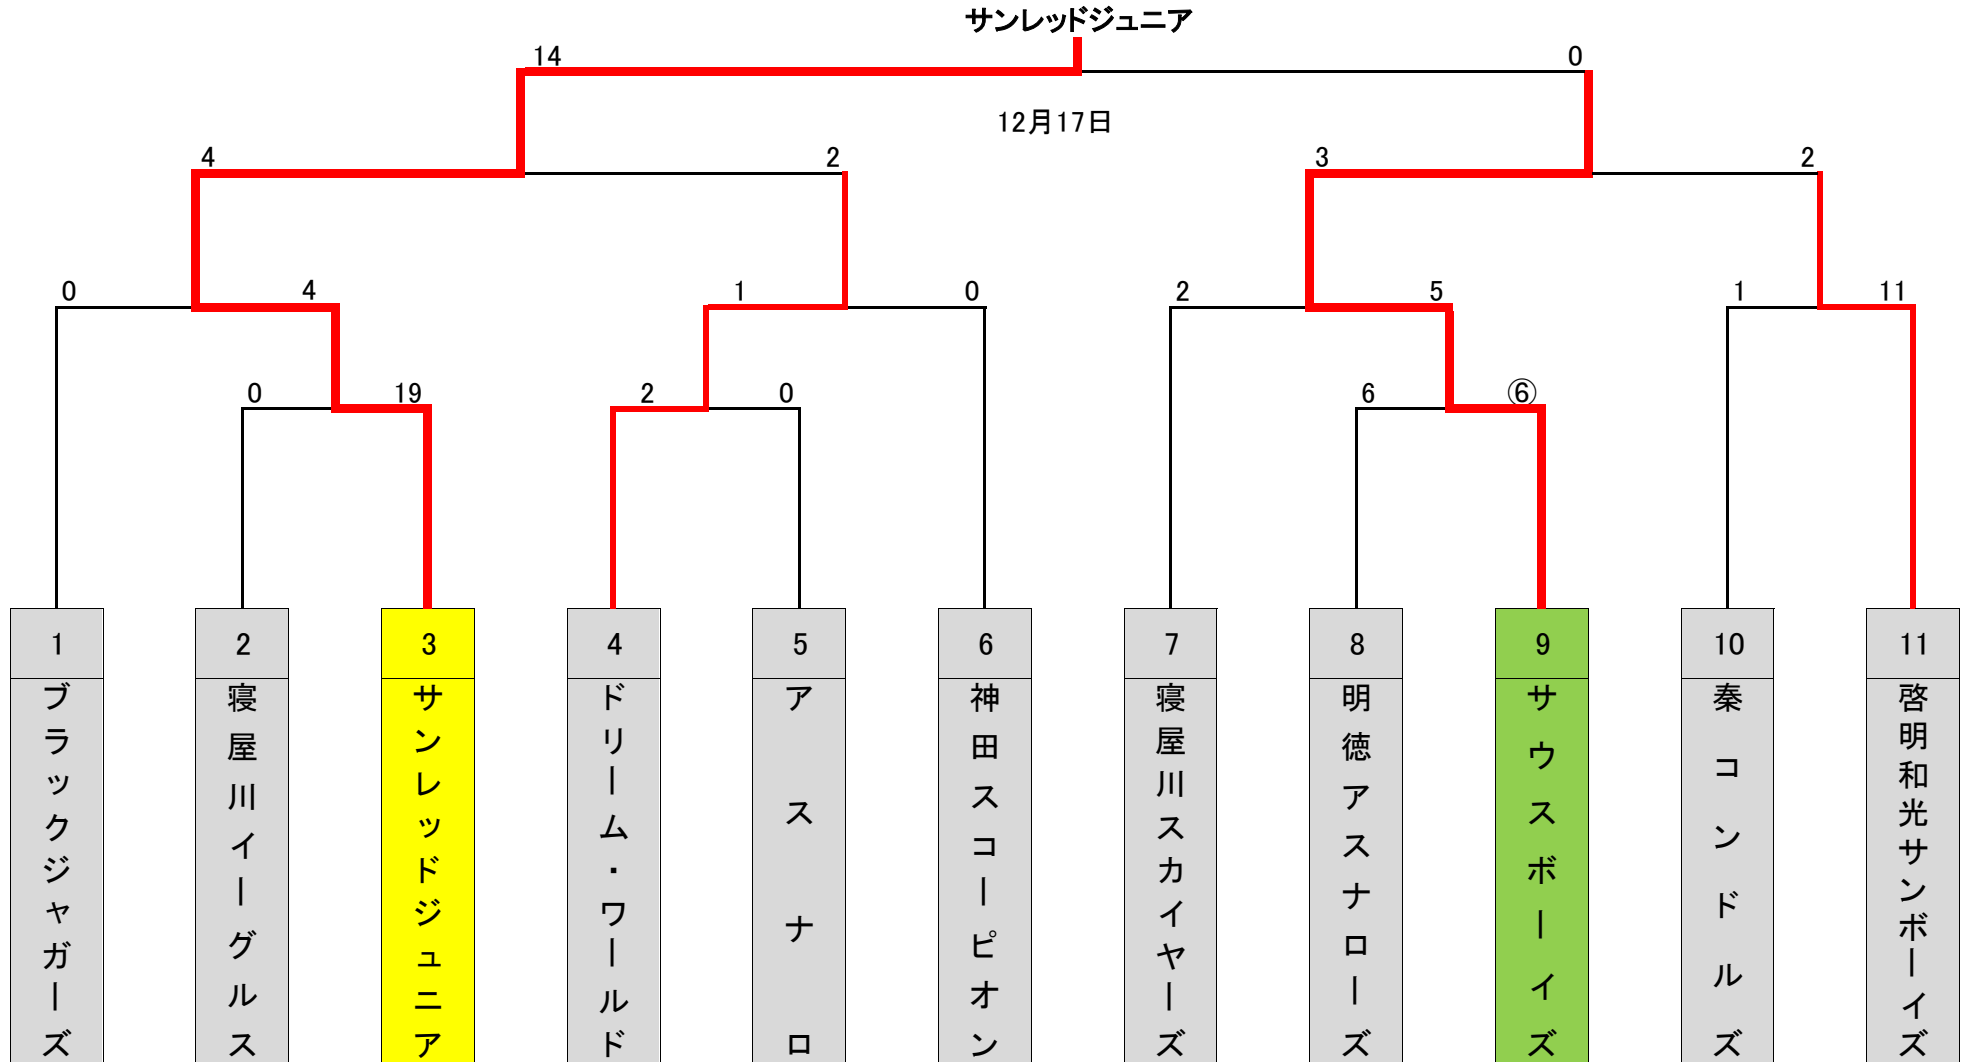 サンレッドジュニア
14 0
12月17日
4 2 3 2
0 4 1 0 2 5 1 11
0 19 2 0 6 ⑥
1 2 3 4 5 6 7 8 9 10 11
ブラックジャガーズ
寝屋川イーグルス
サンレッドジュニア
ドリーム・ワールド
アスナロ
神田スコーピオン
寝屋川スカイヤーズ
明徳アスナローズ
サウスボーイズ
秦コンドルズ
啓明和光サンボーイズ